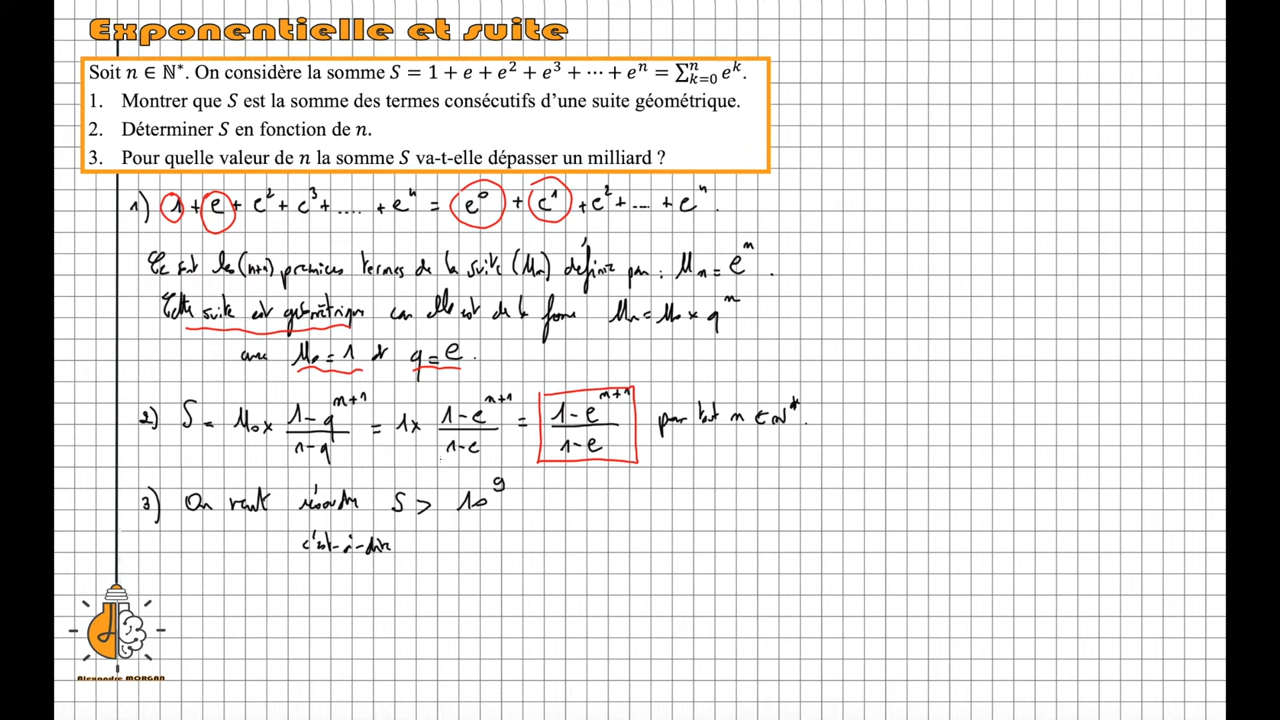 Exponentielle et suite
Soit n ∈ ℕ*. On considère la somme S = 1 + e + e² + e³ + ⋯ + eⁿ = ∑ₖ₌₀ⁿ eᵏ.
1. Montrer que S est la somme des termes consécutifs d’une suite géométrique.
2. Déterminer S en fonction de n.
3. Pour quelle valeur de n la somme S va-t-elle dépasser un milliard ?
1) 1 + e + e² + e³ + .... + eⁿ = e⁰ + e¹ + e² + ... + eⁿ.
Ce sont les (n+1) premiers termes de la suite (Un) définie par : Un = eⁿ.
Cette suite est géométrique car elle est de la forme Un = U0 × qⁿ
avec U0 = 1 et q = e.
2) S = U0 × (1 - qⁿ⁺¹)/(1 - q) = 1 × (1 - eⁿ⁺¹)/(1 - e) = (1 - eⁿ⁺¹)/(1 - e) pour tout n ∈ ℕ*.
3) On veut résoudre S > 10⁹
c'est-à-dire
Alexandre MORGAN